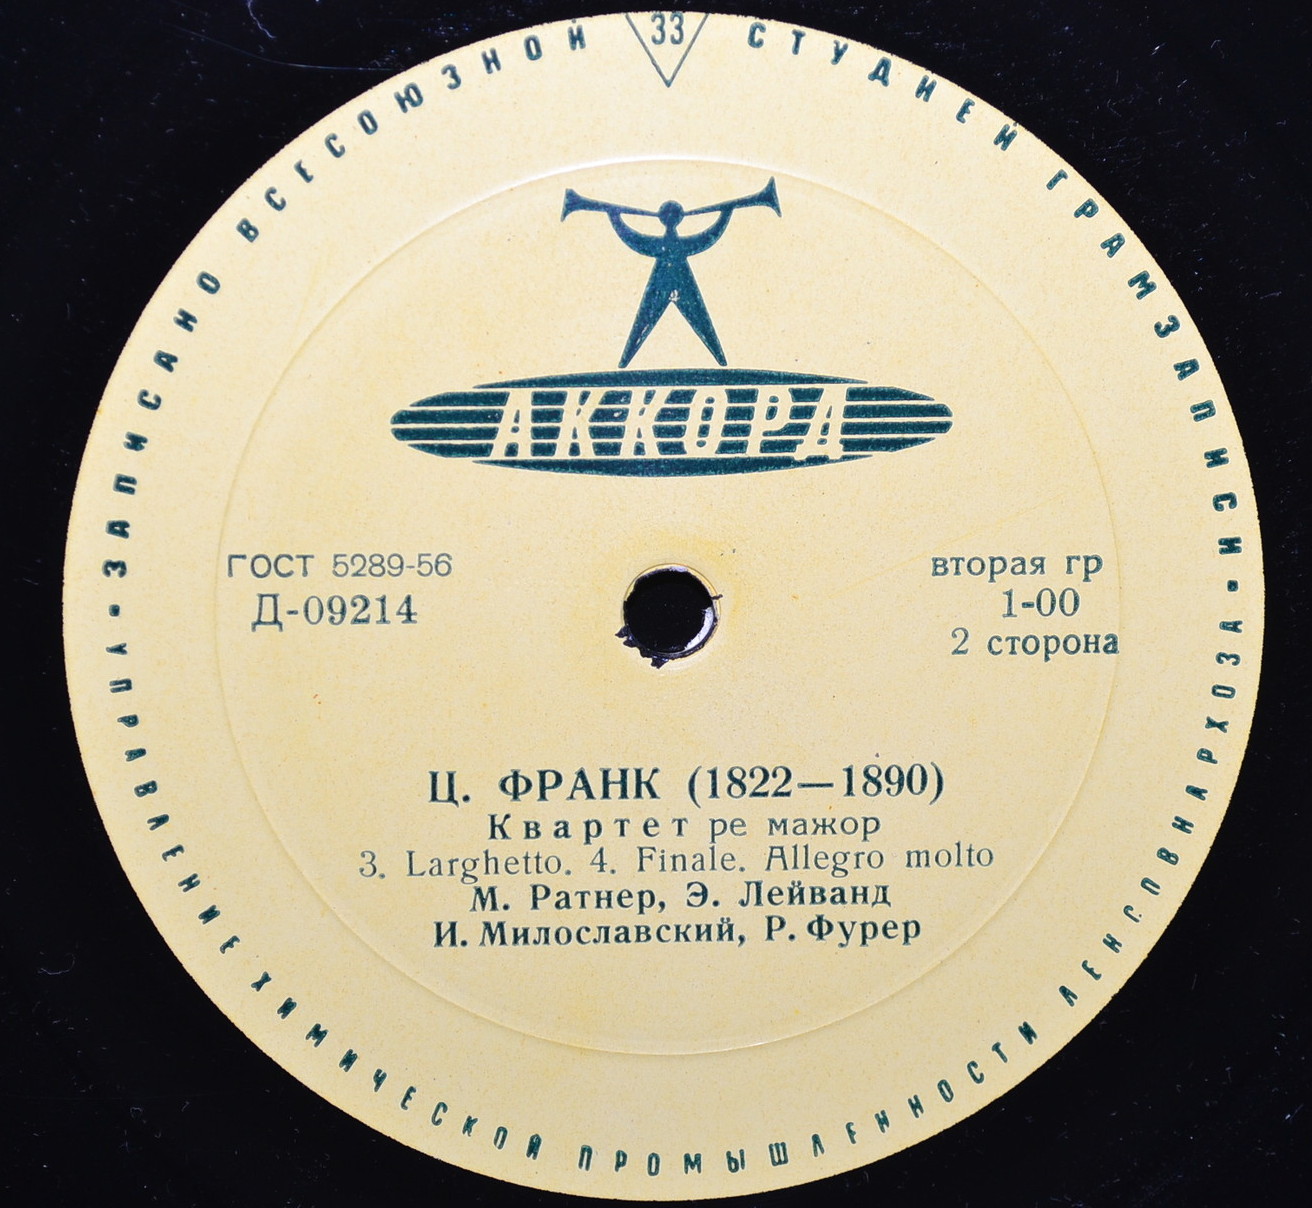 ЗАПИСАНО ВСЕСОЮЗНОЙ СТУДИЕЙ ГРАМЗАПИСИ
33
АККОРД
ГОСТ 5289-56
Д-09214
вторая гр
1-00
2 сторона
Ц. ФРАНК (1822—1890)
Квартет ре мажор
3. Larghetto. 4. Finale. Allegro molto
М. Ратнер, Э. Лейванд
И. Милославский, Р. Фурер
УПРАВЛЕНИЕ ХИМИЧЕСКОЙ ПРОМЫШЛЕННОСТИ ЛЕНСОВНАРХОЗА